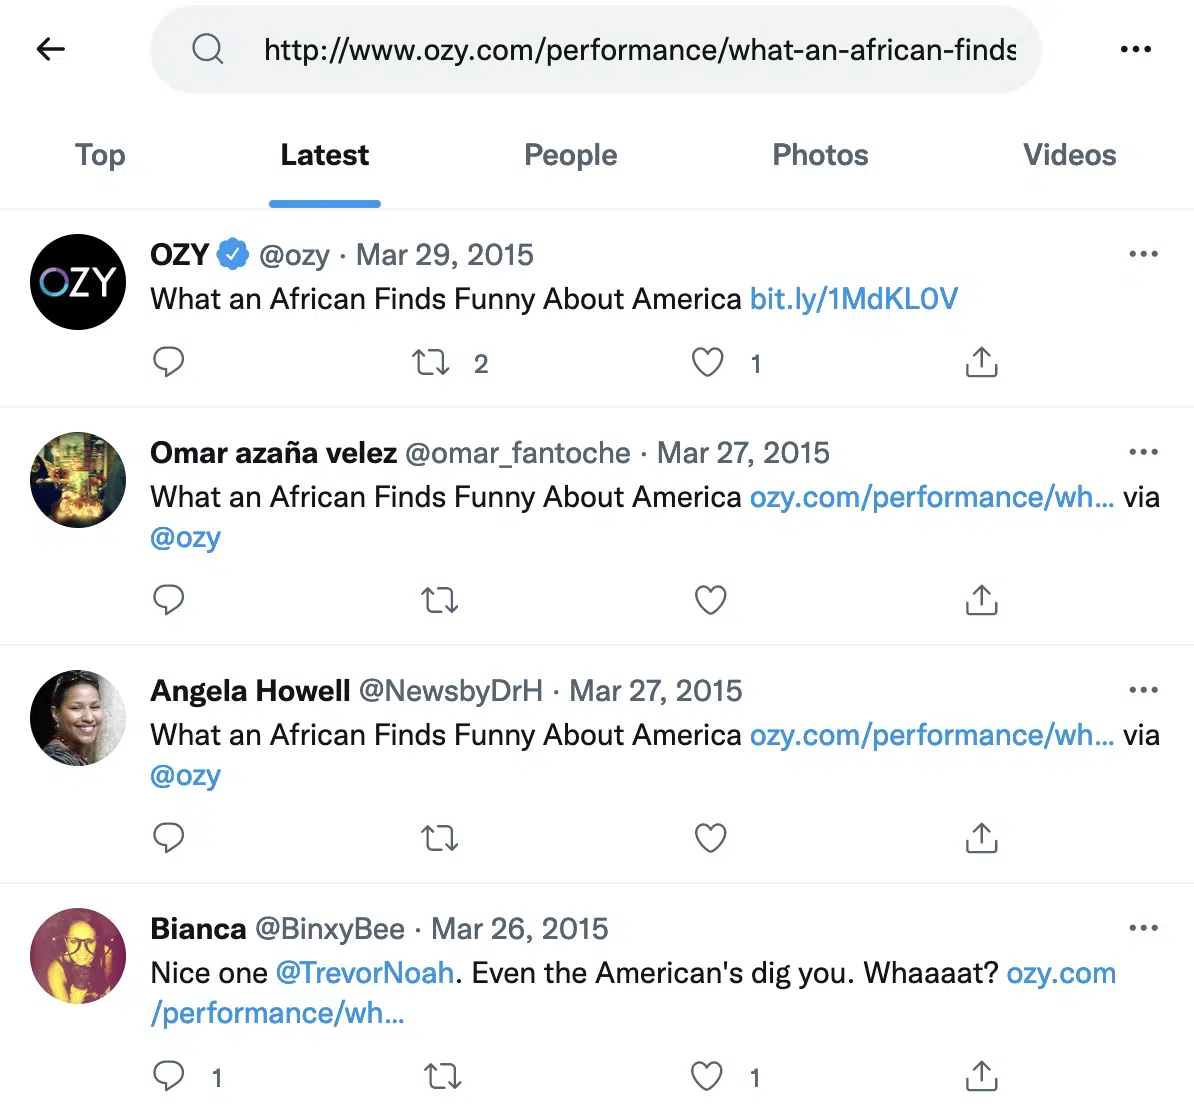 http://www.ozy.com/performance/what-an-african-finds
Top Latest People Photos Videos
OZY
OZY @ozy · Mar 29, 2015
What an African Finds Funny About America bit.ly/1MdKL0V
2 1
Omar azaña velez @omar_fantoche · Mar 27, 2015
What an African Finds Funny About America ozy.com/performance/wh... via
@ozy
Angela Howell @NewsbyDrH · Mar 27, 2015
What an African Finds Funny About America ozy.com/performance/wh... via
@ozy
Bianca @BinxyBee · Mar 26, 2015
Nice one @TrevorNoah. Even the American's dig you. Whaaaat? ozy.com
/performance/wh...
1 1